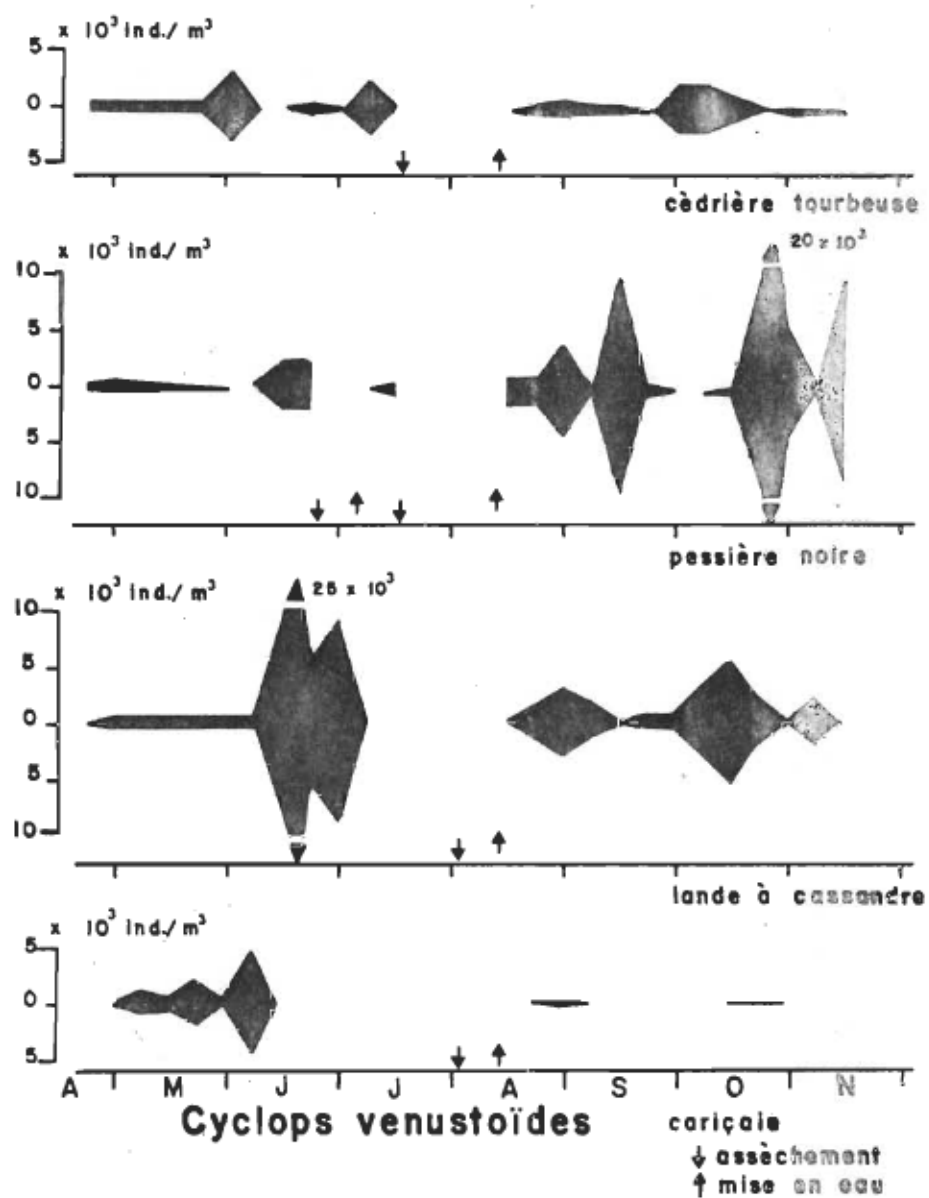 x 10³ ind./m³
5
0
5
cèdrière tourbeuse
x 10³ ind./m³
20 x 10³
10
5
0
5
10
pessière noire
x 10³ ind./m³
25 x 10³
10
5
0
5
10
lande à cassandre
x 10³ ind./m³
5
0
5
A M J J A S O N
Cyclops venustoïdes cariçaie
↓ assèchement
↑ mise en eau